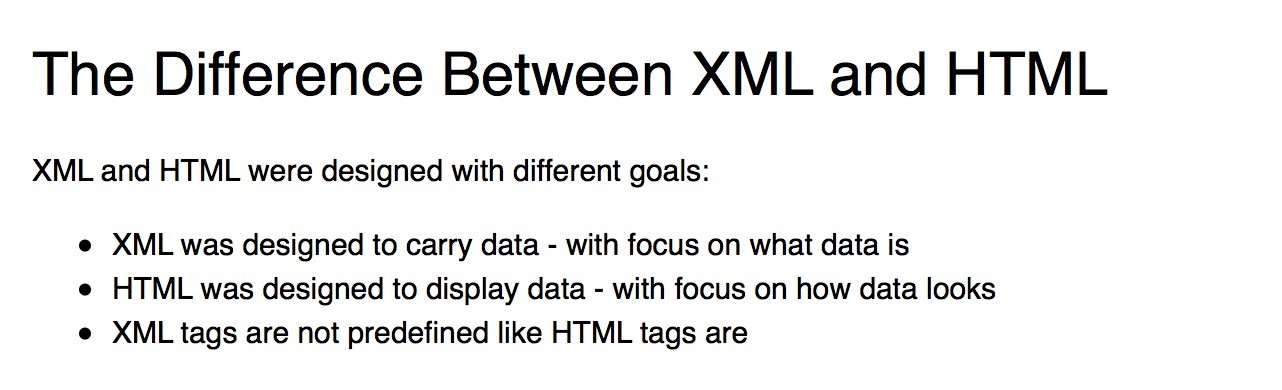 The Difference Between XML and HTML
XML and HTML were designed with different goals:
• XML was designed to carry data - with focus on what data is
• HTML was designed to display data - with focus on how data looks
• XML tags are not predefined like HTML tags are